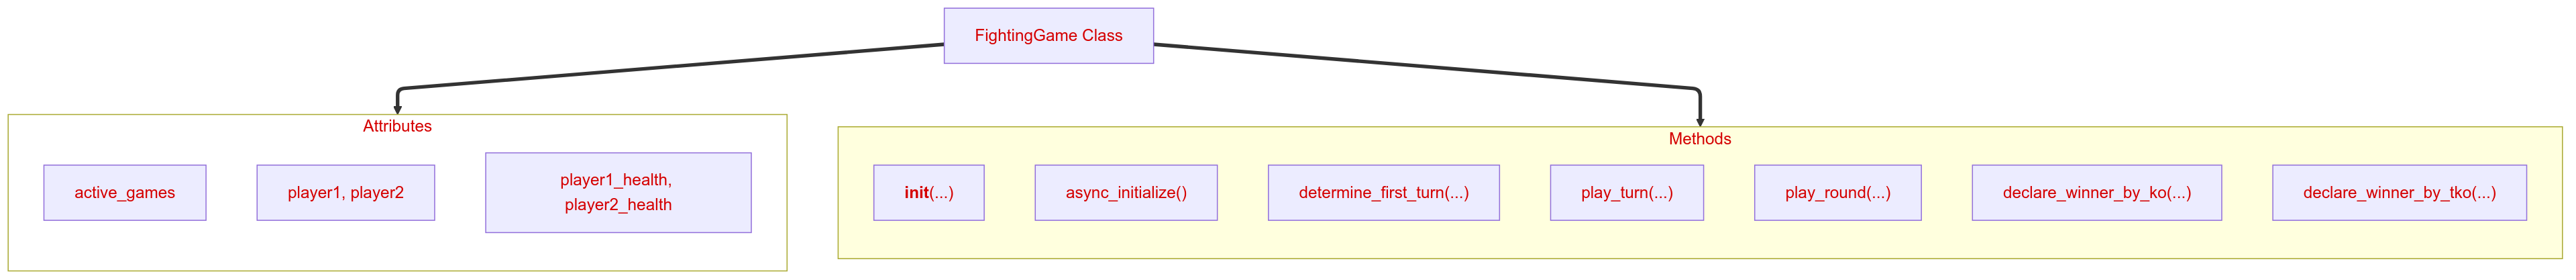 FightingGame Class
Attributes
active_games
player1, player2
player1_health,
player2_health
Methods
init(...)
async_initialize()
determine_first_turn(...)
play_turn(...)
play_round(...)
declare_winner_by_ko(...)
declare_winner_by_tko(...)